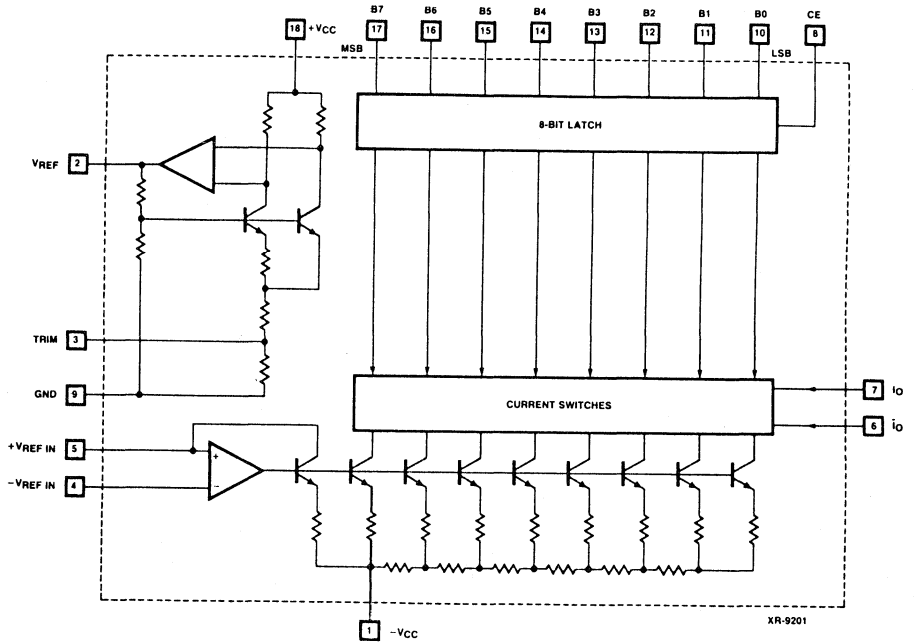 B7 B6 B5 B4 B3 B2 B1 B0 CE
18 +VCC 17 16 15 14 13 12 11 10 8
MSB LSB
8-BIT LATCH
VREF 2
TRIM 3
GND 9
CURRENT SWITCHES
7 IO
6 ĪO
+VREF IN 5
+
-VREF IN 4
-
1 -VCC
XR-9201